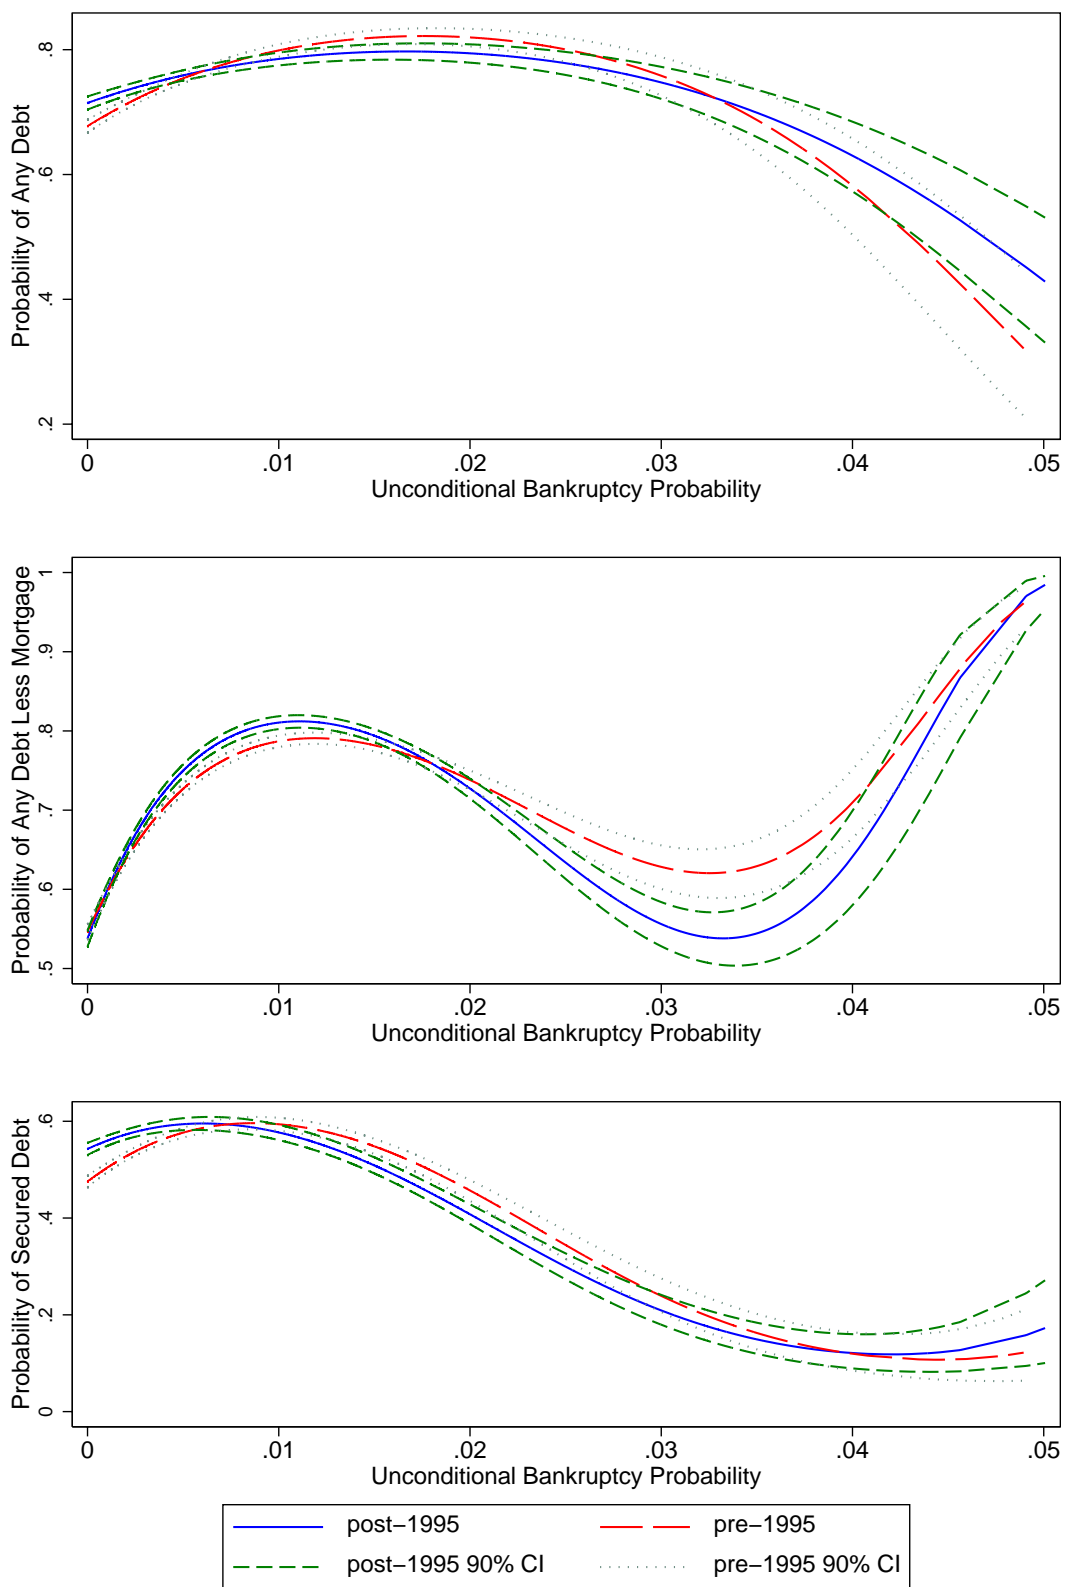 Probability of Any Debt
.8
.6
.4
.2
0 .01 .02 .03 .04 .05
Unconditional Bankruptcy Probability
Probability of Any Debt Less Mortgage
1
.9
.8
.7
.6
.5
0 .01 .02 .03 .04 .05
Unconditional Bankruptcy Probability
Probability of Secured Debt
.6
.4
.2
0
0 .01 .02 .03 .04 .05
Unconditional Bankruptcy Probability
post−1995 pre−1995
post−1995 90% CI pre−1995 90% CI